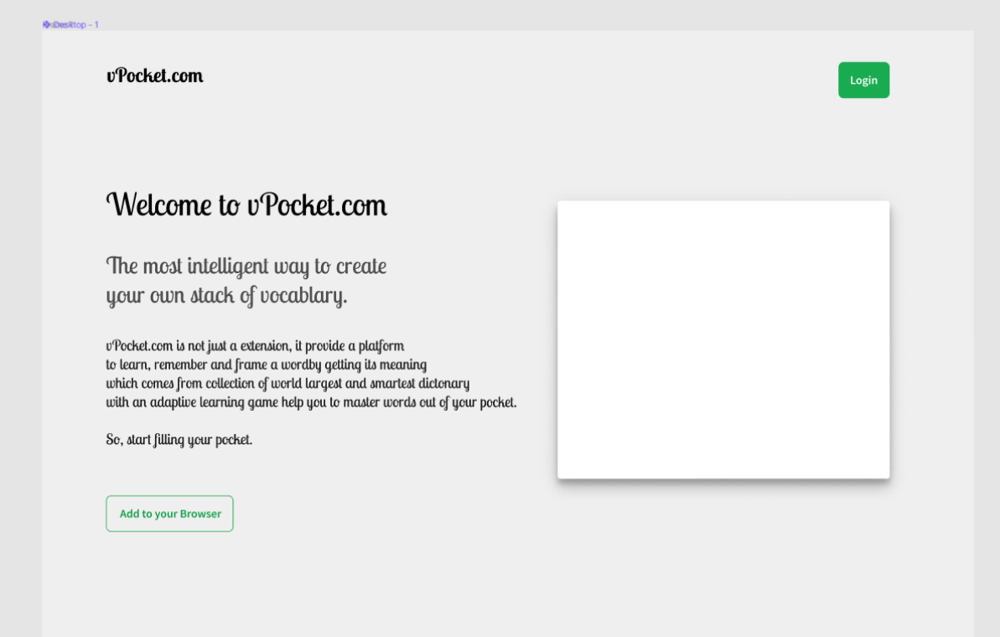 Desktop - 1
vPocket.com
Login
Welcome to vPocket.com
The most intelligent way to create
your own stack of vocablary.
vPocket.com is not just a extension, it provide a platform
to learn, remember and frame a wordby getting its meaning
which comes from collection of world largest and smartest dictonary
with an adaptive learning game help you to master words out of your pocket.
So, start filling your pocket.
Add to your Browser